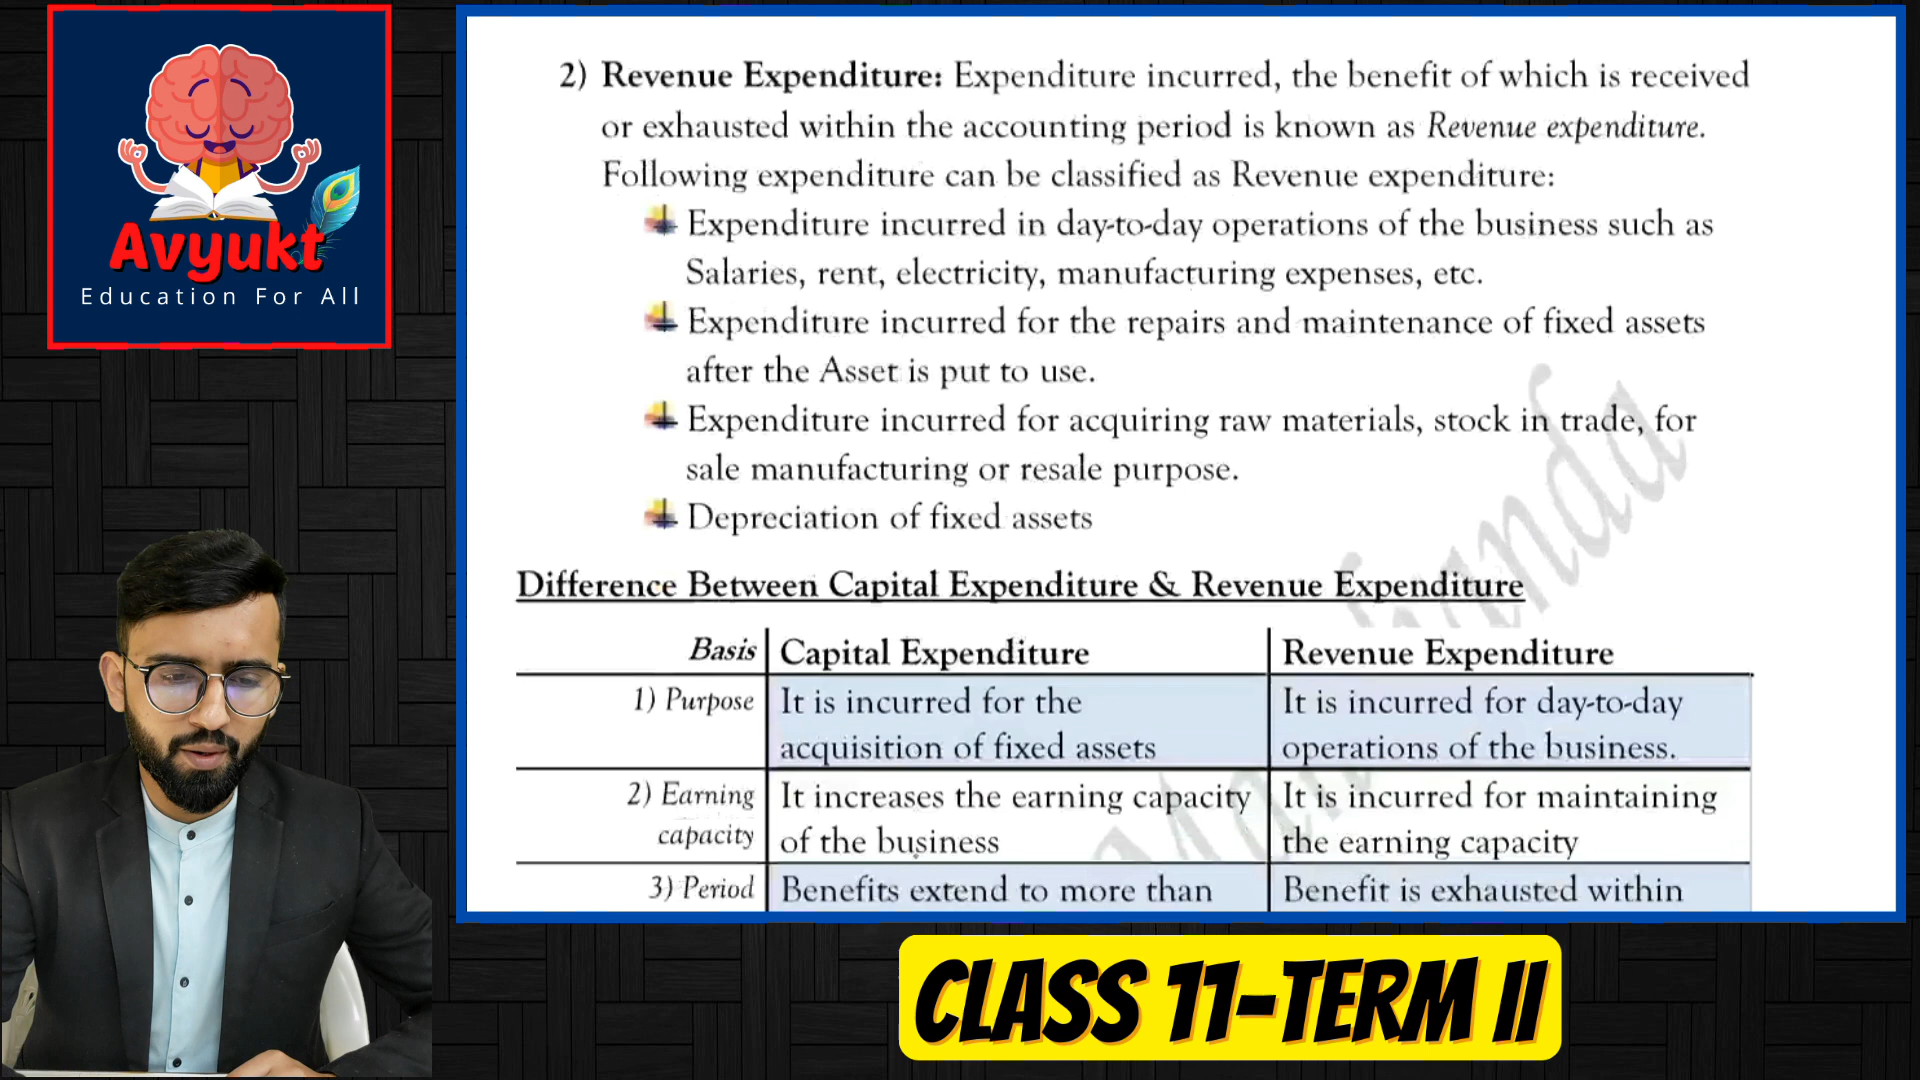 Avyukt
Education For All
2) Revenue Expenditure: Expenditure incurred, the benefit of which is received
or exhausted within the accounting period is known as Revenue expenditure.
Following expenditure can be classified as Revenue expenditure:
Expenditure incurred in day-to-day operations of the business such as
Salaries, rent, electricity, manufacturing expenses, etc.
Expenditure incurred for the repairs and maintenance of fixed assets
after the Asset is put to use.
Expenditure incurred for acquiring raw materials, stock in trade, for
sale manufacturing or resale purpose.
Depreciation of fixed assets
Difference Between Capital Expenditure & Revenue Expenditure
Basis Capital Expenditure Revenue Expenditure
1) Purpose It is incurred for the It is incurred for day-to-day
acquisition of fixed assets operations of the business.
2) Earning It increases the earning capacity It is incurred for maintaining
capacity of the business the earning capacity
3) Period Benefits extend to more than Benefit is exhausted within
CLASS 11-TERM II